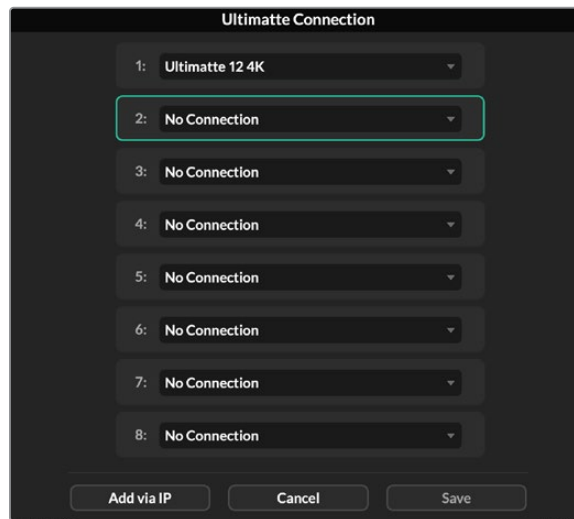 Ultimatte Connection
1: Ultimatte 12 4K
2: No Connection
3: No Connection
4: No Connection
5: No Connection
6: No Connection
7: No Connection
8: No Connection
Add via IP Cancel Save